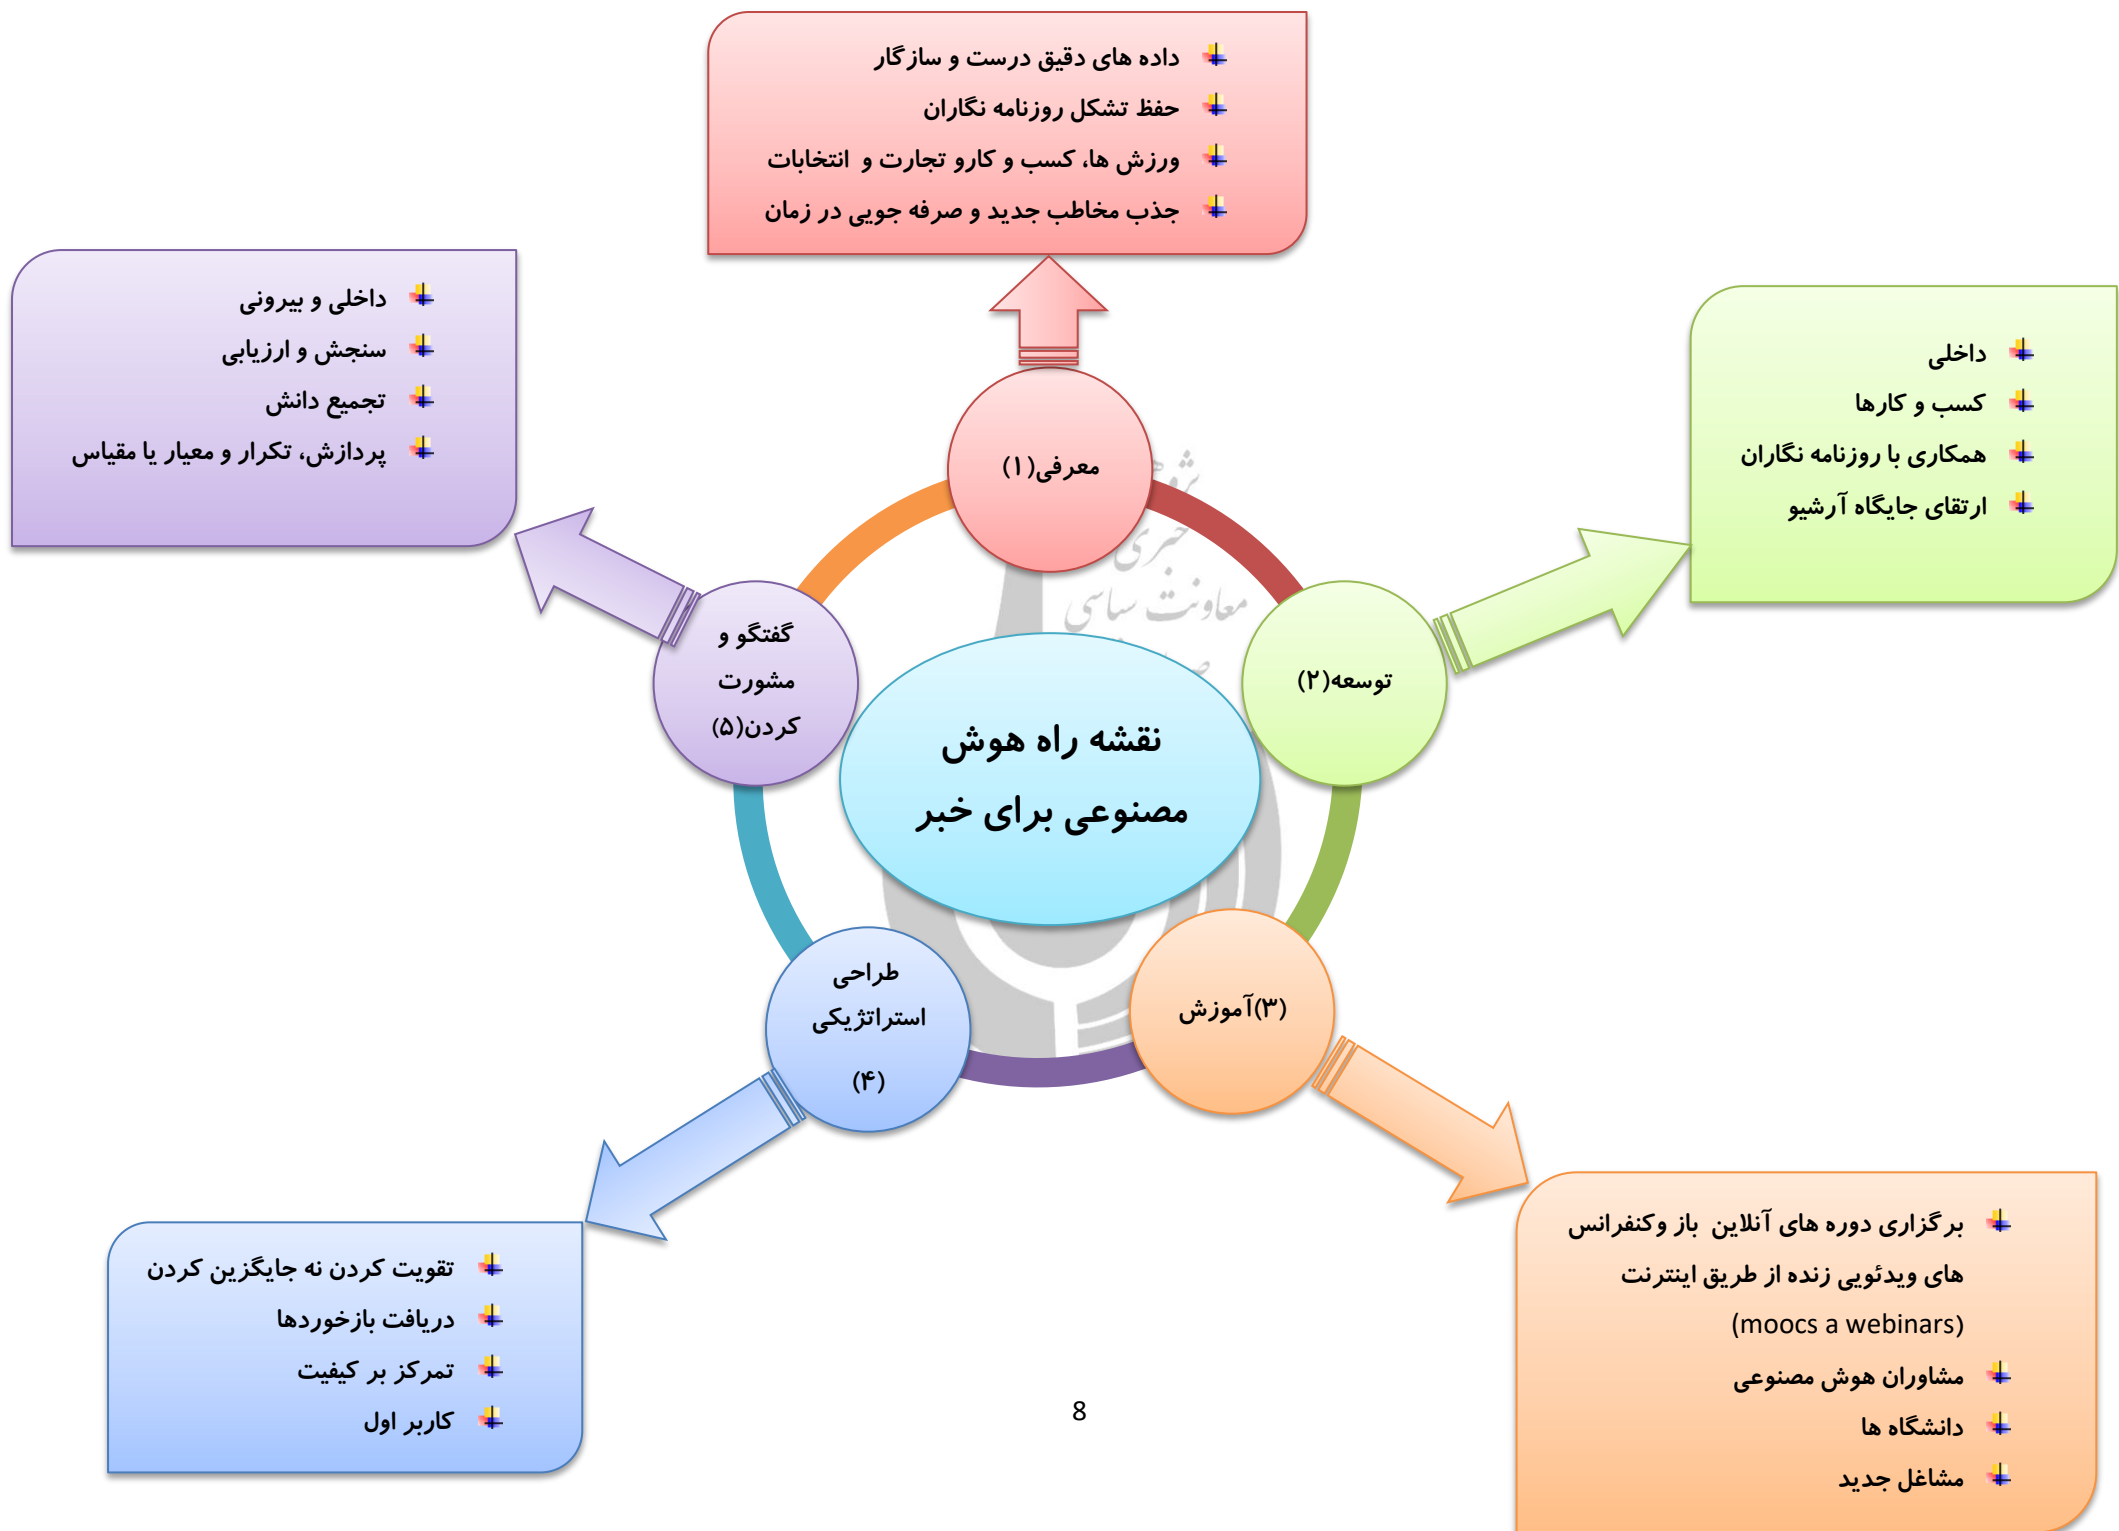 داده های دقیق درست و سازگار
حفظ تشکل روزنامه نگاران
ورزش ها، کسب و کارو تجارت و انتخابات
جذب مخاطب جدید و صرفه جویی در زمان
معرفی(۱)
داخلی
کسب و کارها
همکاری با روزنامه نگاران
ارتقای جایگاه آرشیو
توسعه(۲)
برگزاری دوره های آنلاین باز وکنفرانس
های ویدئویی زنده از طریق اینترنت
(moocs a webinars)
مشاوران هوش مصنوعی
دانشگاه ها
مشاغل جدید
(۳)آموزش
تقویت کردن نه جایگزین کردن
دریافت بازخوردها
تمرکز بر کیفیت
کاربر اول
طراحی
استراتژیکی
(۴)
داخلی و بیرونی
سنجش و ارزیابی
تجمیع دانش
پردازش، تکرار و معیار یا مقیاس
گفتگو و
مشورت
کردن(۵)
نقشه راه هوش
مصنوعی برای خبر
خبری
معاونت سیاسی
8